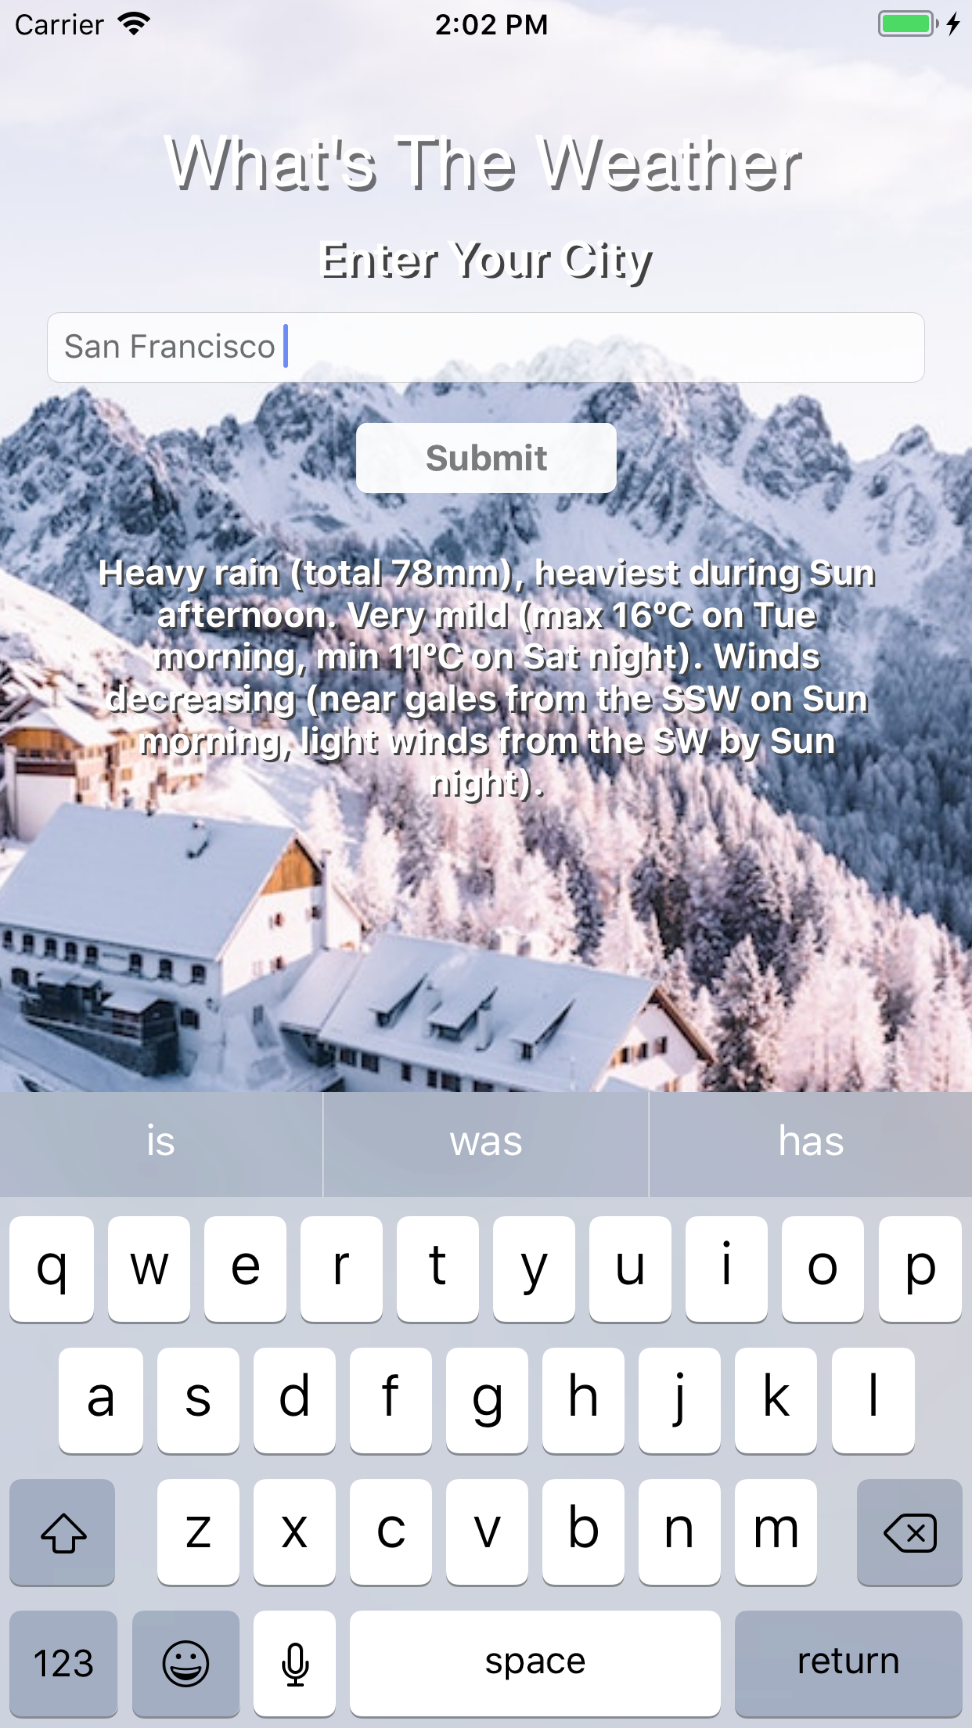 Carrier 2:02 PM
What's The Weather
Enter Your City
San Francisco
Submit
Heavy rain (total 78mm), heaviest during Sun
afternoon. Very mild (max 16ºC on Tue
morning, min 11ºC on Sat night). Winds
decreasing (near gales from the SSW on Sun
morning, light winds from the SW by Sun
night).
is was has
q w e r t y u i o p
a s d f g h j k l
z x c v b n m
123 space return